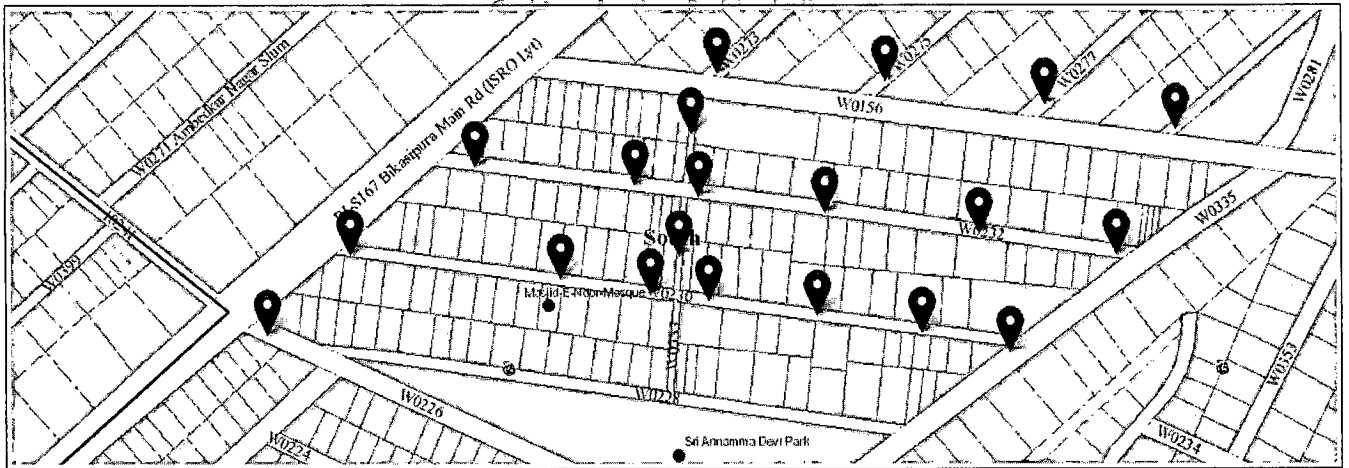 W0273
W0275
W0277
W0281
W0271 Ambedkar Nagar Slum
BLS167 Bikasipura Main Rd (ISRO Lyt)
W0156
W0335
W0232
South
W0399
Masjid-E-Noor-Mosque
W0230
W0333
W0353
W0228
W0226
W0224
W0234
Sri Annamma Devi Park